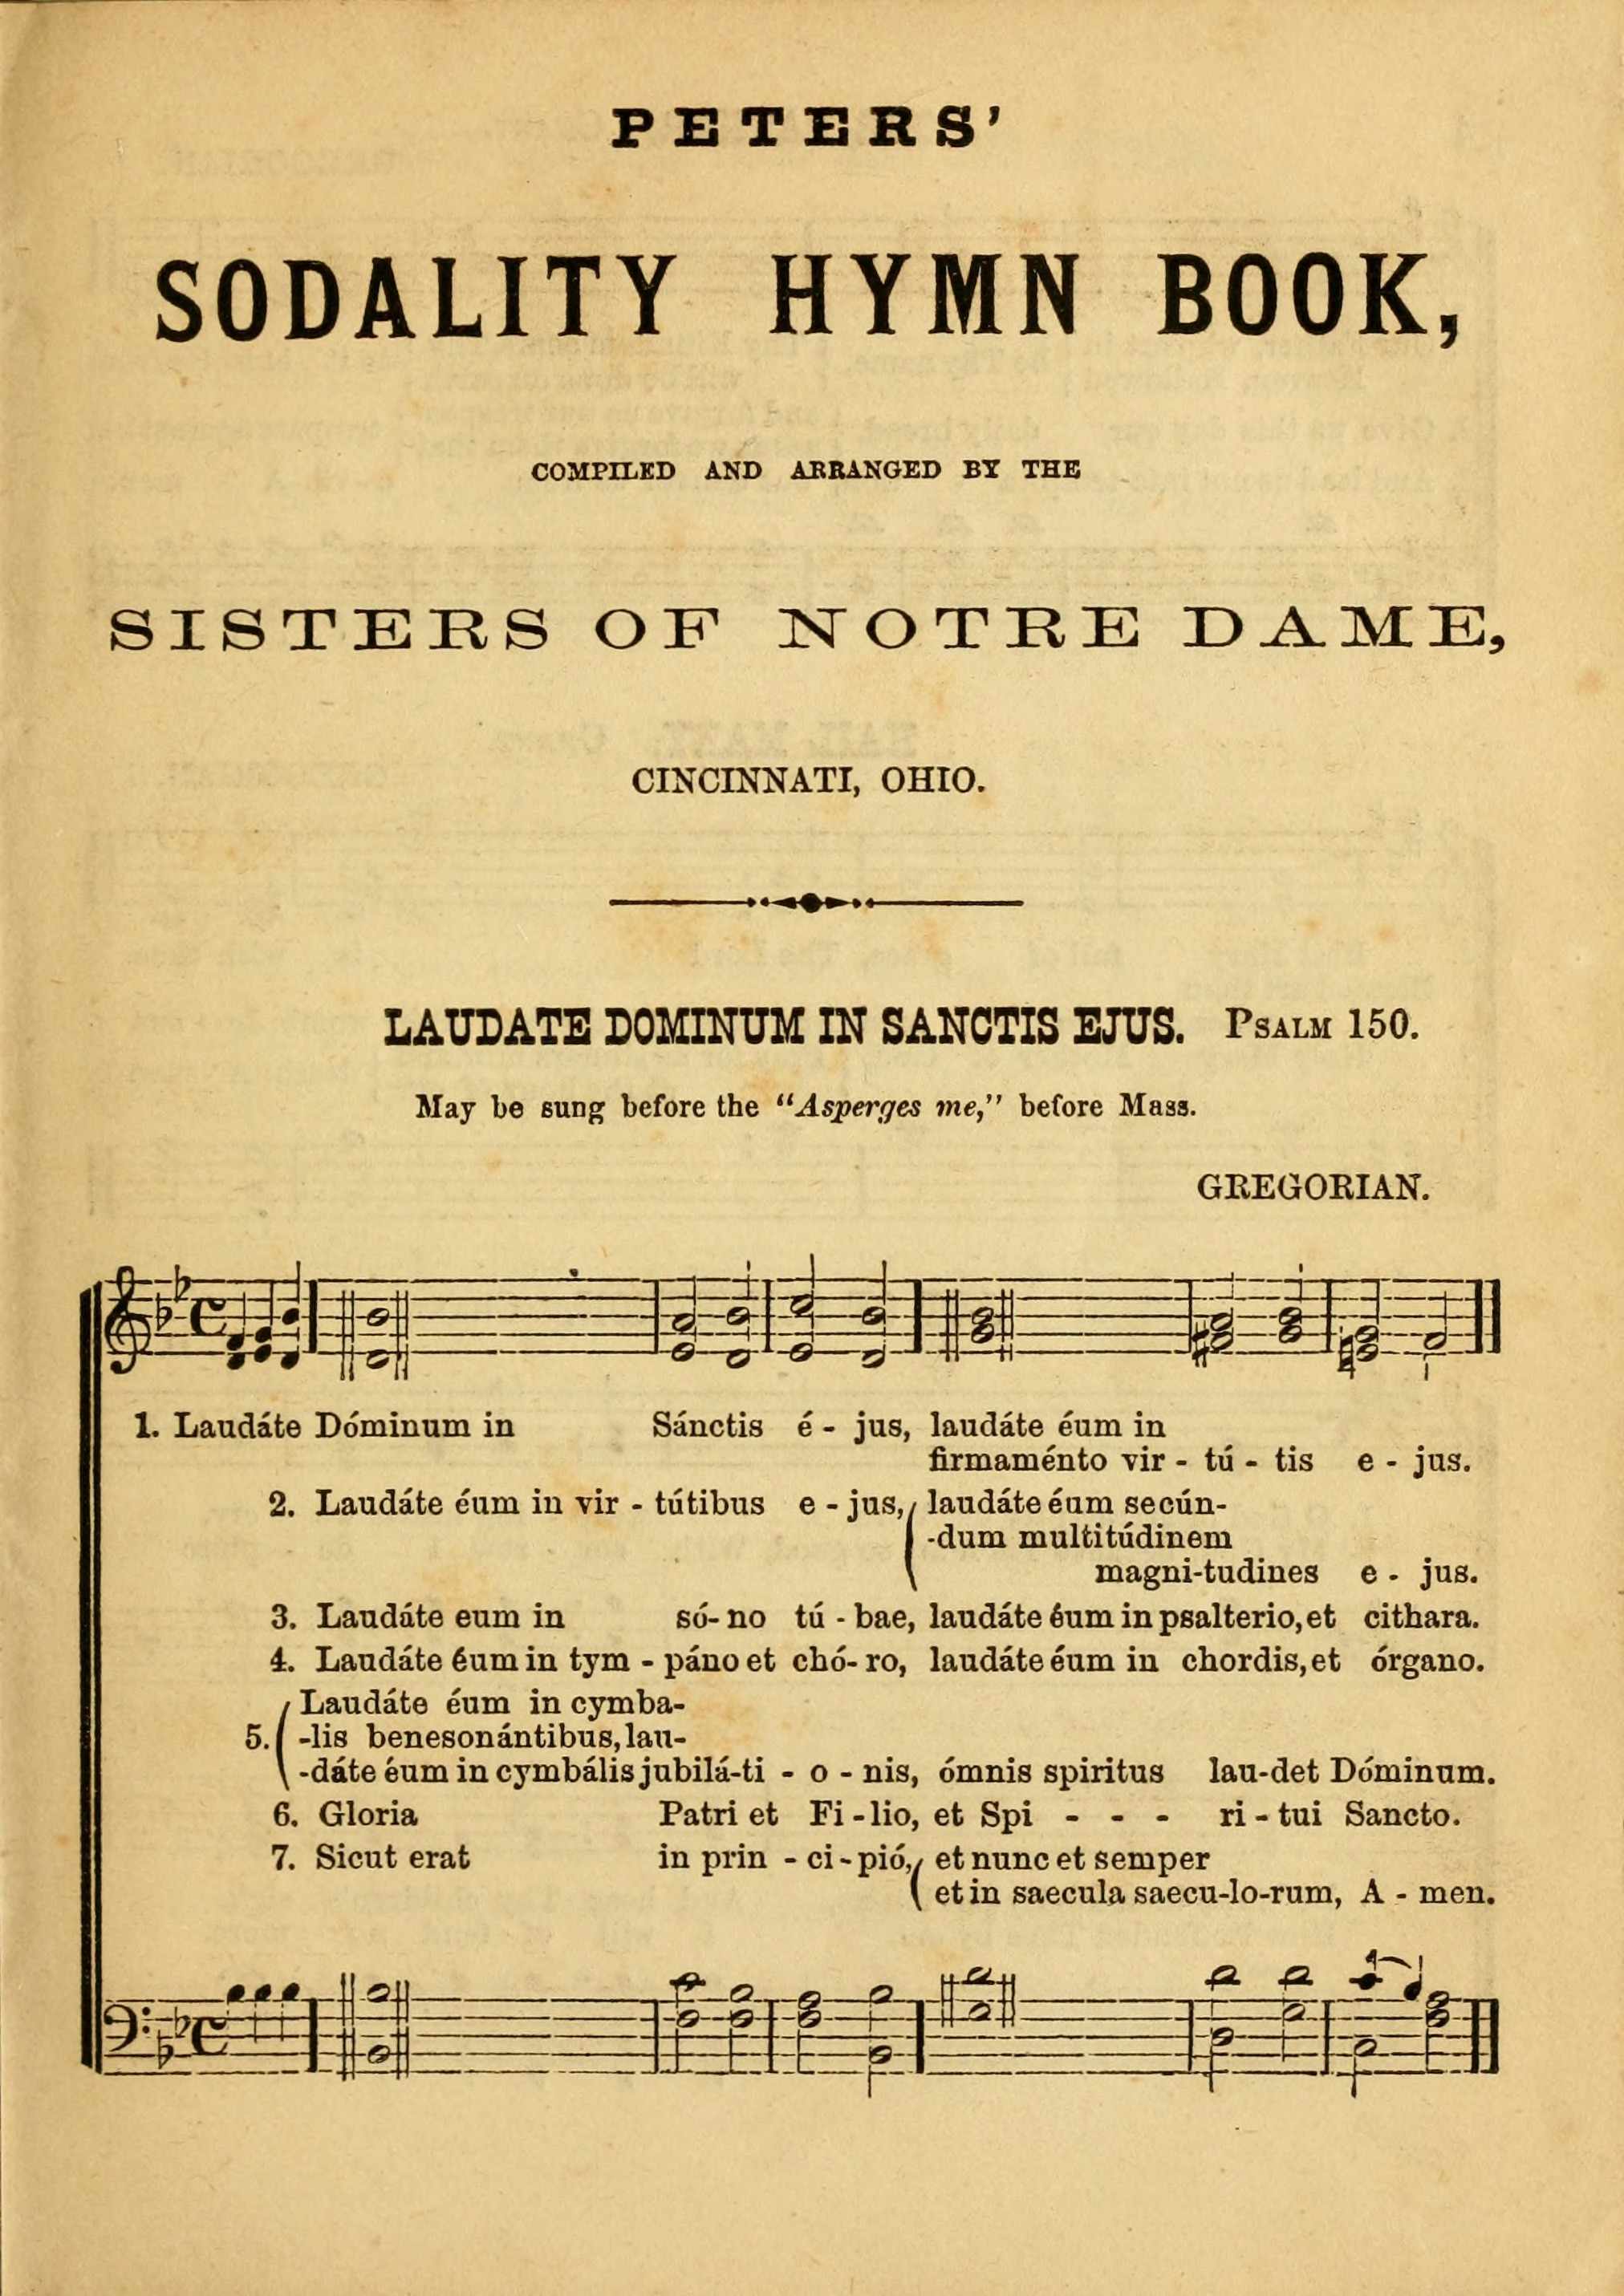 PETERS'
SODALITY HYMN BOOK,
COMPILED AND ARRANGED BY THE
SISTERS OF NOTRE DAME,
CINCINNATI, OHIO.
LAUDATE DOMINUM IN SANCTIS EJUS. PSALM 150.
May be sung before the "Asperges me," before Mass.
GREGORIAN.
1. Laudáte Dóminum in Sánctis é - jus, laudáte éum in
firmaménto vir - tú - tis e - jus.
2. Laudáte éum in vir - tútibus e - jus, laudáte éum secún-
-dum multitúdinem
magni-tudines e - jus.
3. Laudáte eum in só- no tú - bae, laudáte éum in psalterio, et cithara.
4. Laudáte éum in tym - páno et chó- ro, laudáte éum in chordis, et órgano.
Laudáte éum in cymba-
5. -lis benesonántibus, lau-
-dáte éum in cymbális jubilá-ti - o - nis, ómnis spiritus lau-det Dóminum.
6. Gloria Patri et Fi - lio, et Spi - - - ri - tui Sancto.
7. Sicut erat in prin - ci - pió, et nunc et semper
et in saecula saecu-lo-rum, A - men.